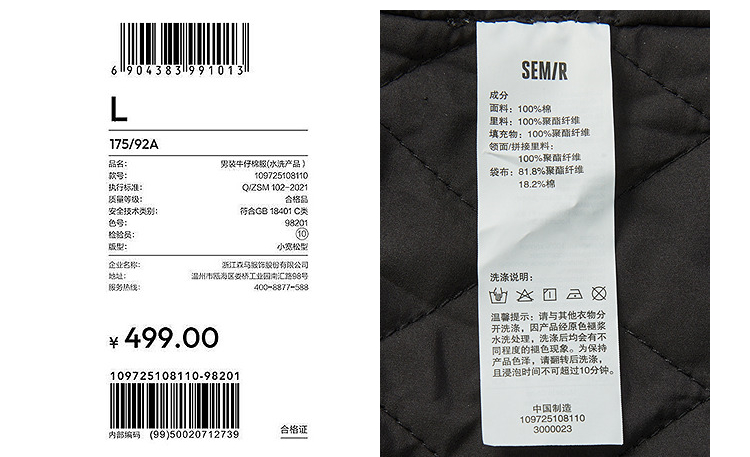 6 904383 991013
L
175/92A
品名： 男装牛仔棉服(水洗产品)
款号： 109725108110
执行标准： Q/ZSM 102-2021
质量等级： 合格品
安全技术类别： 符合GB 18401 C类
色号： 98201
检验员： 10
版型： 小宽松型
企业名称： 浙江森马服饰股份有限公司
地址： 温州市瓯海区娄桥工业园南汇路98号
服务热线： 400-8877-588
¥ 499.00
109725108110-98201
内部编码 (99)50020712739
合格证
SEMIR
成分
面料：100%棉
里料：100%聚酯纤维
填充物：100%聚酯纤维
领面/拼接里料：
100%聚酯纤维
袋布：81.8%聚酯纤维
18.2%棉
洗涤说明：
温馨提示：请与其他衣物分
开洗涤，因产品经原色褪浆
水洗处理，洗涤后均会有不
同程度的褪色现象。为保持
产品色泽，请翻转后洗涤，
且浸泡时间不可超过10分钟。
中国制造
109725108110
3000023